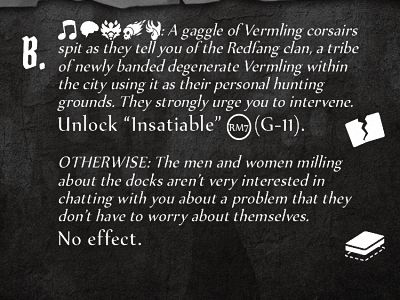 B.
: A gaggle of Vermling corsairs
spit as they tell you of the Redfang clan, a tribe
of newly banded degenerate Vermling within
the city using it as their personal hunting
grounds. They strongly urge you to intervene.
Unlock “Insatiable” RM7 (G-11).
OTHERWISE: The men and women milling
about the docks aren’t very interested in
chatting with you about a problem that they
don’t have to worry about themselves.
No effect.